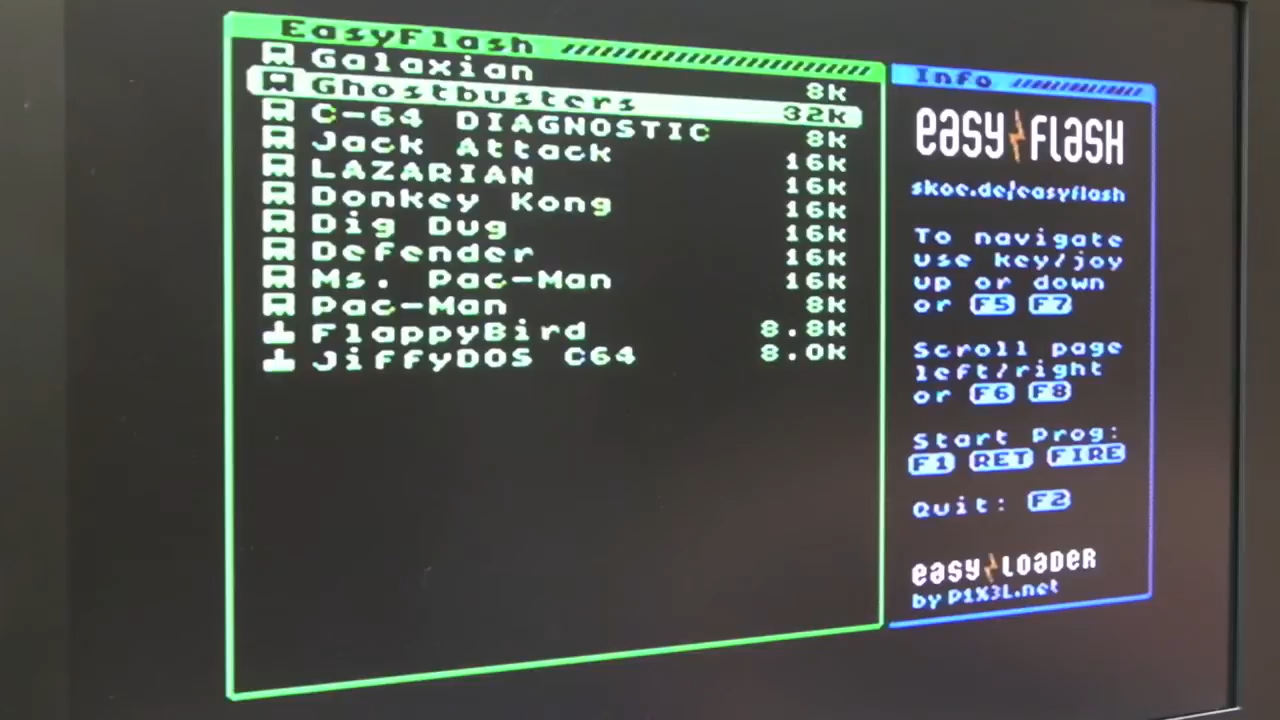 EasyFlash
Galaxian 8k
Ghostbusters 32k
C-64 DIAGNOSTIC 8k
Jack Attack 16k
LAZARIAN 16k
Donkey Kong 16k
Dig Dug 16k
Defender 16k
Ms. Pac-Man 16k
Pac-Man 8k
FlappyBird 8.8k
JiffyDOS C64 8.0k
Info
easy FLASH
skoe.de/easyflash
To navigate
use key/joy
up or down
or F5 F7
Scroll page
left/right
or F6 F8
Start prog:
F1 RET FIRE
Quit: F2
easy LOADER
by P1X3L.net